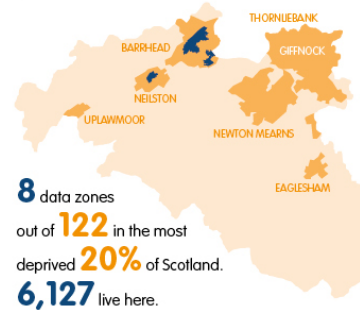 THORNLIEBANK
BARRHEAD
GIFFNOCK
NEILSTON
UPLAWMOOR
NEWTON MEARNS
EAGLESHAM
8 data zones
out of 122 in the most
deprived 20% of Scotland.
6,127 live here.